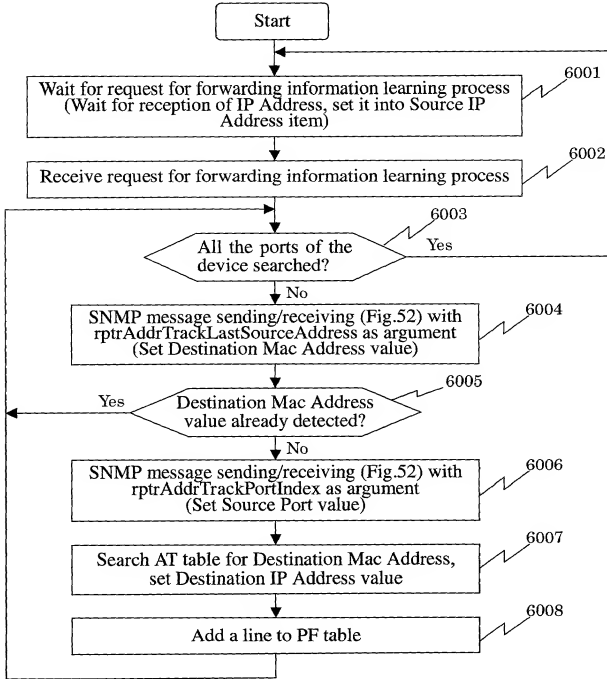 Start
6001
Wait for request for forwarding information learning process
(Wait for reception of IP Address, set it into Source IP
Address item)
6002
Receive request for forwarding information learning process
6003
All the ports of the
device searched?
Yes
No
6004
SNMP message sending/receiving (Fig.52) with
rptrAddrTrackLastSourceAddress as argument
(Set Destination Mac Address value)
6005
Yes
Destination Mac Address
value already detected?
No
6006
SNMP message sending/receiving (Fig.52) with
rptrAddrTrackPortIndex as argument
(Set Source Port value)
6007
Search AT table for Destination Mac Address,
set Destination IP Address value
6008
Add a line to PF table